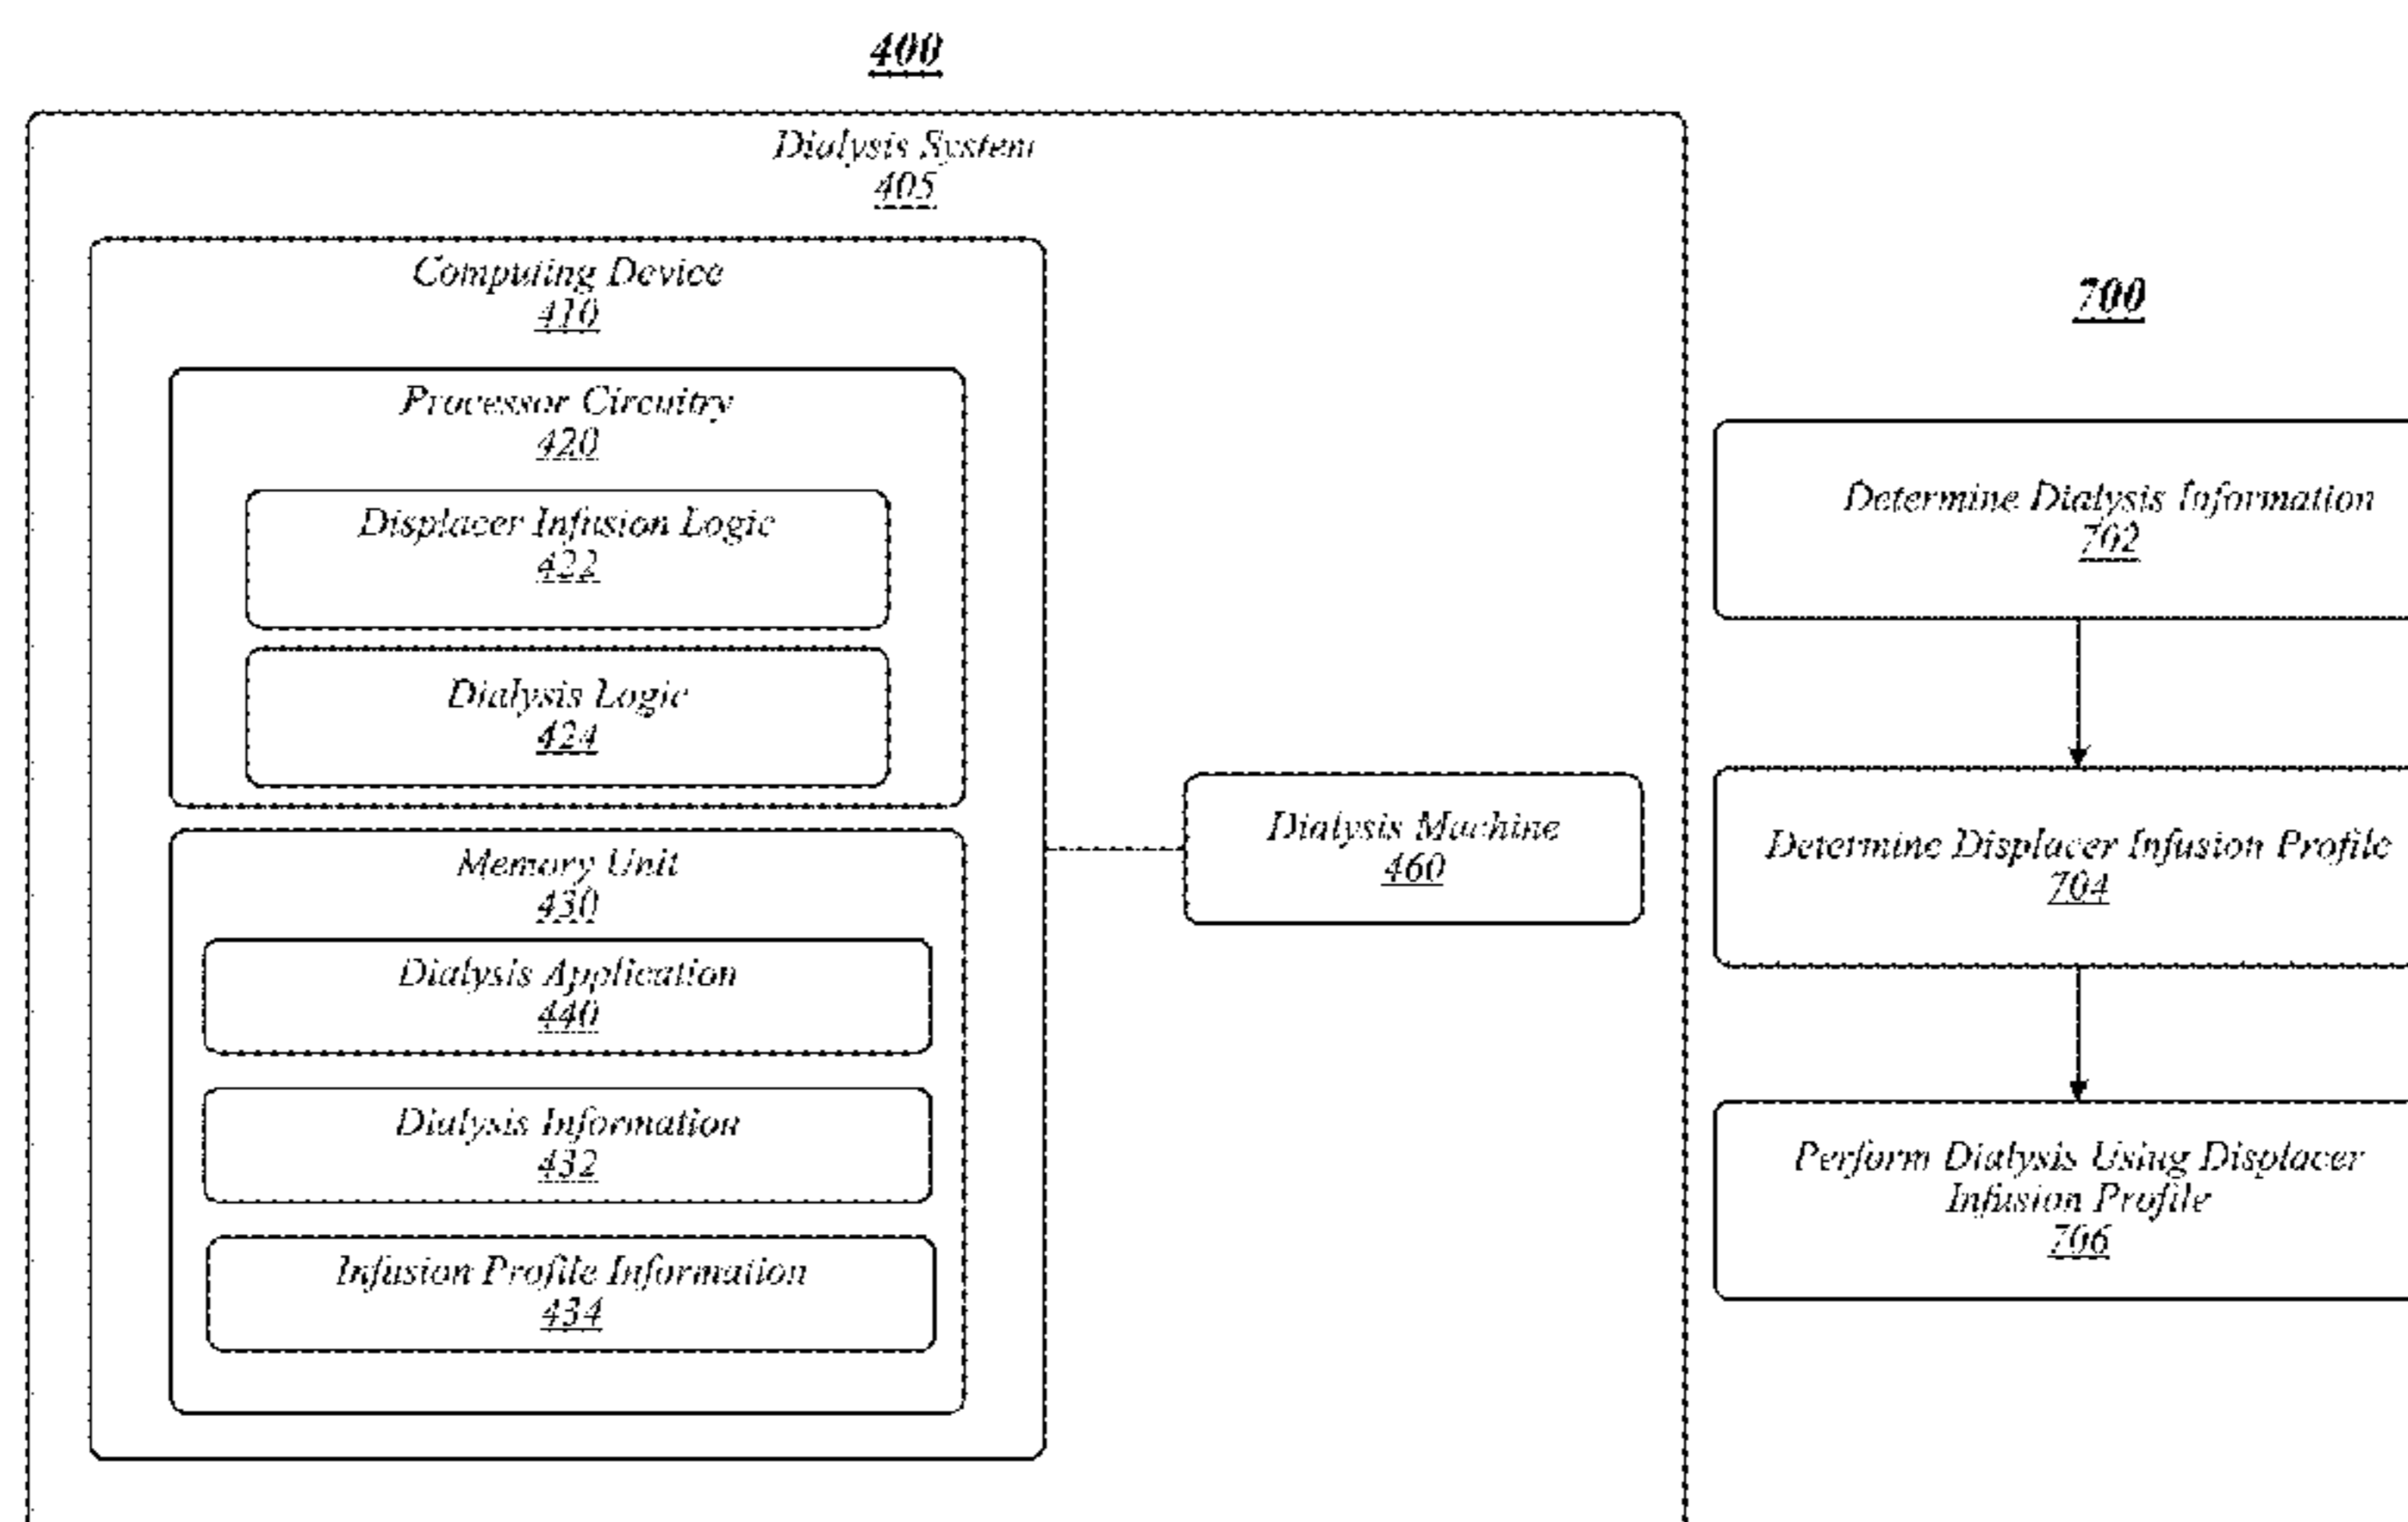 400
Dialysis System
405
Computing Device
410
Processor Circuitry
420
Displacer Infusion Logic
422
Dialysis Logic
424
Memory Unit
430
Dialysis Application
440
Dialysis Information
432
Infusion Profile Information
434
Dialysis Machine
460
700
Determine Dialysis Information
702
Determine Displacer Infusion Profile
704
Perform Dialysis Using Displacer
Infusion Profile
706